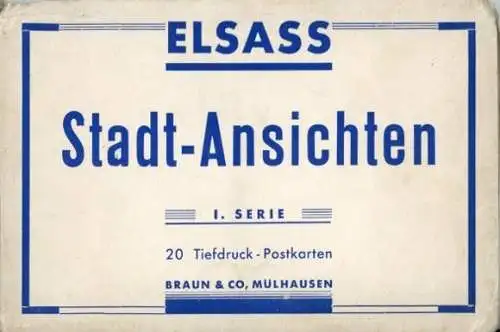 ELSASS
Stadt-Ansichten
I. SERIE
20 Tiefdruck-Postkarten
BRAUN & CO, MÜLHAUSEN